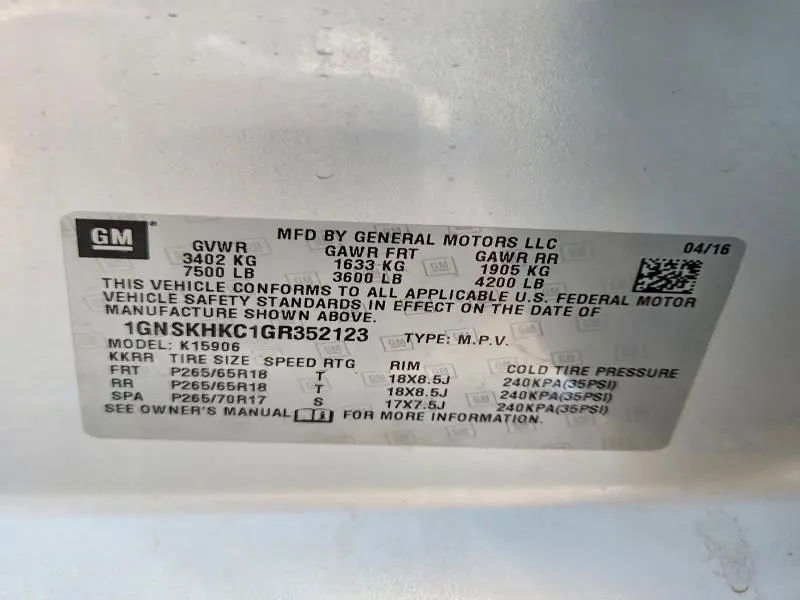 GM
MFD BY GENERAL MOTORS LLC
04/16
GVWR GAWR FRT GAWR RR
3402 KG 1633 KG 1905 KG
7500 LB 3600 LB 4200 LB
THIS VEHICLE CONFORMS TO ALL APPLICABLE U.S. FEDERAL MOTOR
VEHICLE SAFETY STANDARDS IN EFFECT ON THE DATE OF
MANUFACTURE SHOWN ABOVE.
1GNSKHKC1GR352123 TYPE: M.P.V.
MODEL: K15906
KKRR TIRE SIZE SPEED RTG RIM COLD TIRE PRESSURE
FRT P265/65R18 T 18X8.5J 240KPA(35PSI)
RR P265/65R18 T 18X8.5J 240KPA(35PSI)
SPA P265/70R17 S 17X7.5J 240KPA(35PSI)
SEE OWNER'S MANUAL FOR MORE INFORMATION.